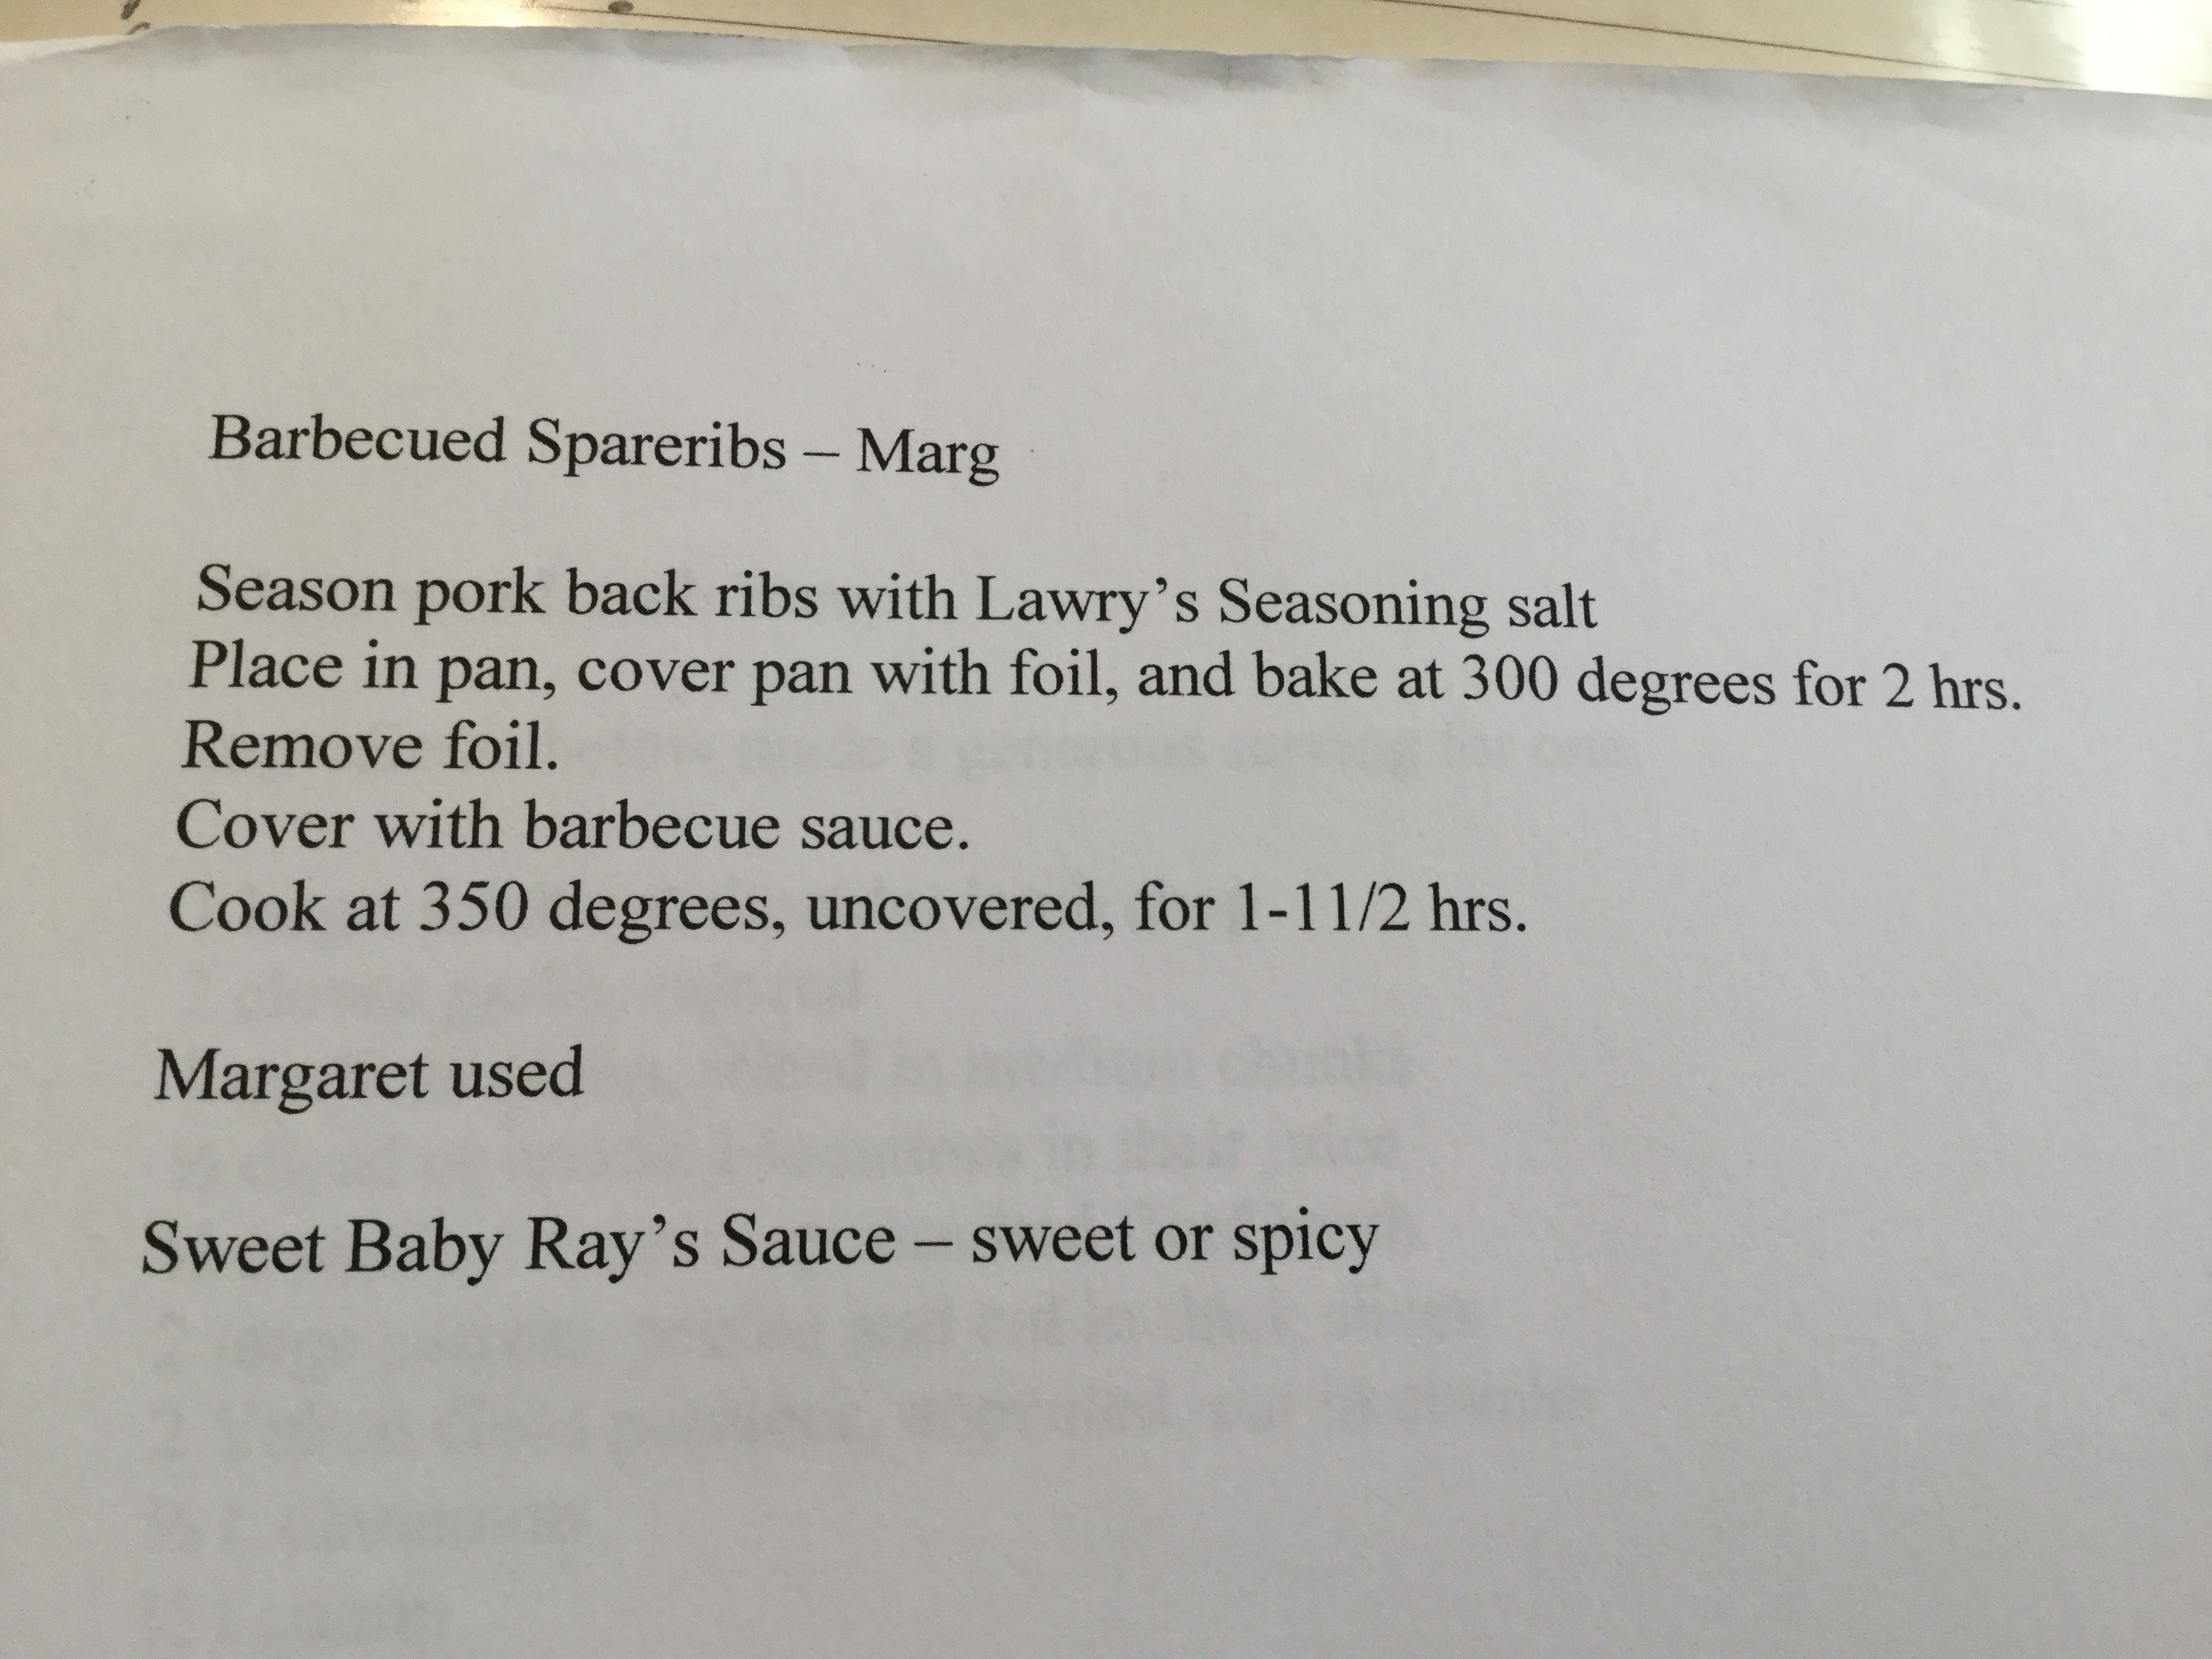 Barbecued Spareribs – Marg
Season pork back ribs with Lawry’s Seasoning salt
Place in pan, cover pan with foil, and bake at 300 degrees for 2 hrs.
Remove foil.
Cover with barbecue sauce.
Cook at 350 degrees, uncovered, for 1-11/2 hrs.
Margaret used
Sweet Baby Ray’s Sauce – sweet or spicy